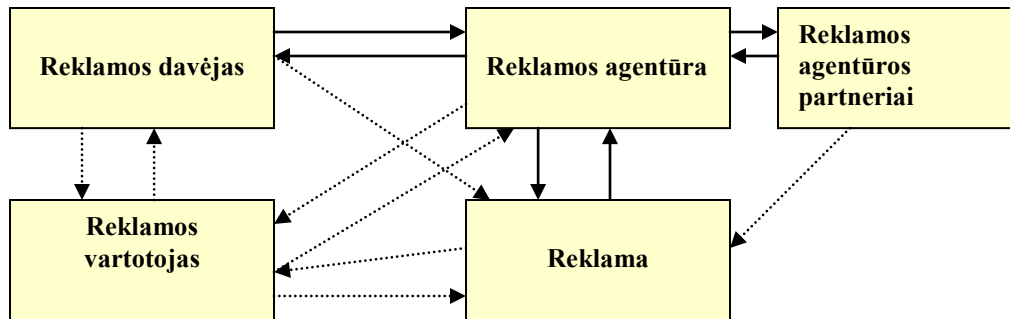 Reklamos davėjas
Reklamos agentūra
Reklamos
agentūros
partneriai
Reklamos
vartotojas
Reklama